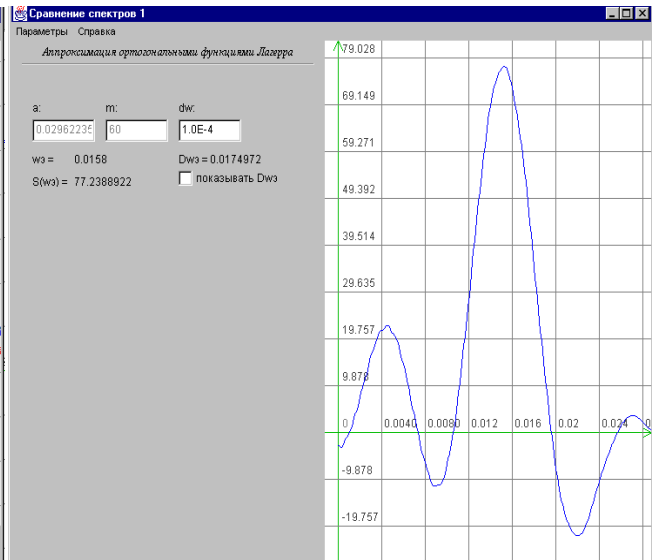 Сравнение спектров 1
Параметры Справка
Аппроксимация ортогональными функциями Лагерра
a: m: dw:
0.02962235 60 1.0E-4
wэ = 0.0158 Dwэ = 0.0174972
S(wэ) = 77.2388922 показывать Dwэ
79.028
69.149
59.271
49.392
39.514
29.635
19.757
9.878
0 0.0040 0.0080 0.012 0.016 0.02 0.024 0
-9.878
-19.757